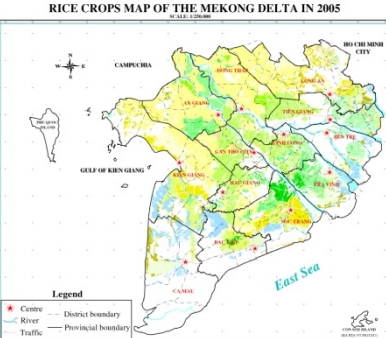 RICE CROPS MAP OF THE MEKONG DELTA IN 2005
SCALE: 1/250.000
HO CHI MINH
CITY
N
W E
S
CAMPUCHIA
DONG THAP
LONG AN
AN GIANG
TIEN GIANG
PHU QUOC
ISLAND
BEN TRE
VINH LONG
CAN THO CITY
GULF OF KIEN GIANG
KIEN GIANG
HAU GIANG
TRA VINH
SOC TRANG
BAC LIEU
East Sea
CA MAU
Legend
Centre
River
Traffic
District boundary
Provincial boundary
CON DAO ISLAND